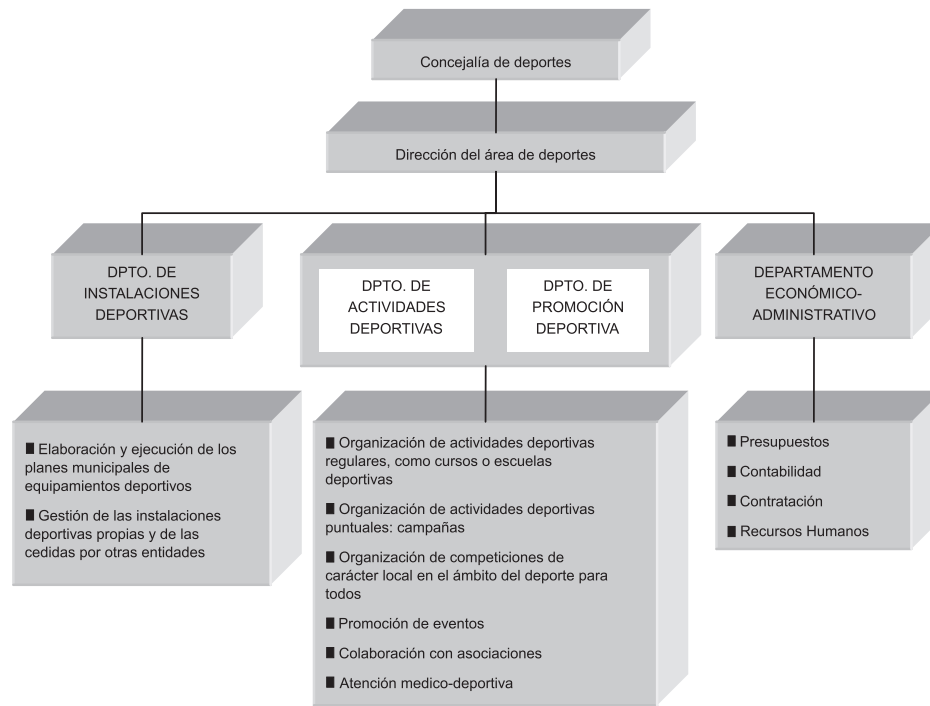 Concejalía de deportes
Dirección del área de deportes
DPTO. DE
INSTALACIONES
DEPORTIVAS
DPTO. DE
ACTIVIDADES
DEPORTIVAS
DPTO. DE
PROMOCIÓN
DEPORTIVA
DEPARTAMENTO
ECONÓMICO-
ADMINISTRATIVO
■ Elaboración y ejecución de los
planes municipales de
equipamientos deportivos
■ Gestión de las instalaciones
deportivas propias y de las
cedidas por otras entidades
■ Organización de actividades deportivas
regulares, como cursos o escuelas
deportivas
■ Organización de actividades deportivas
puntuales: campañas
■ Organización de competiciones de
carácter local en el ámbito del deporte para
todos
■ Promoción de eventos
■ Colaboración con asociaciones
■ Atención medico-deportiva
■ Presupuestos
■ Contabilidad
■ Contratación
■ Recursos Humanos